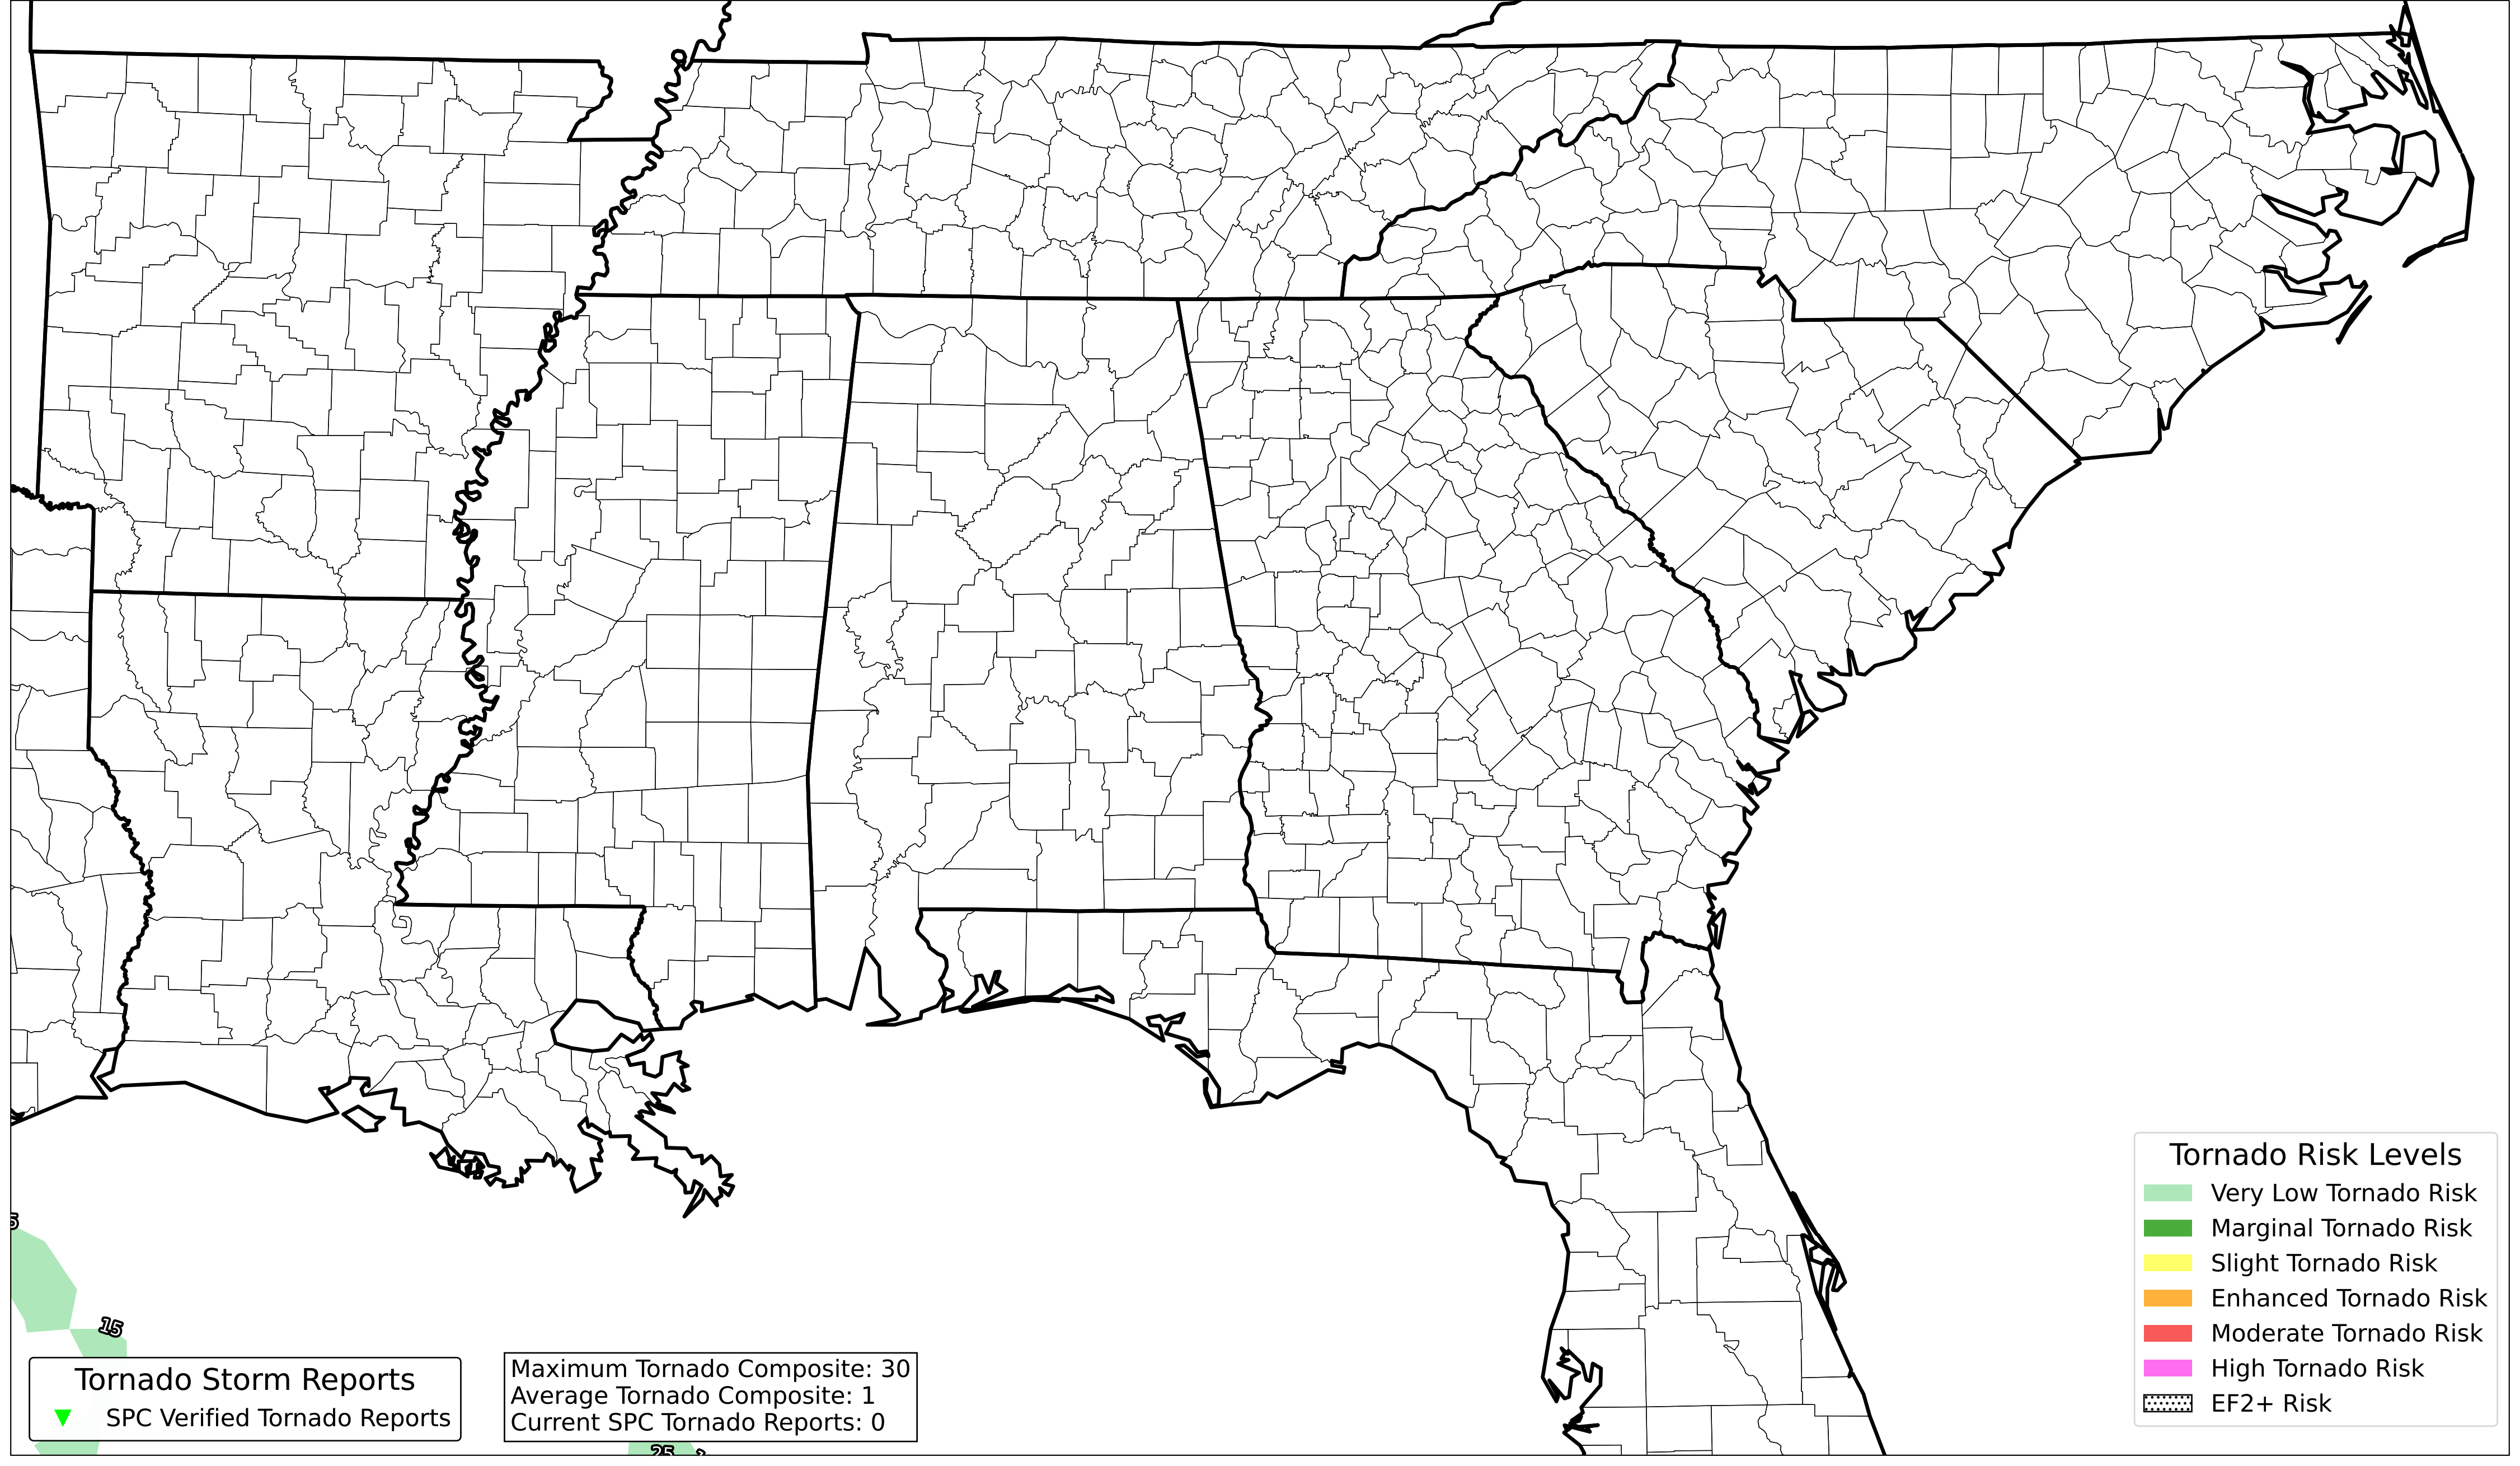 15
Tornado Risk Levels
Very Low Tornado Risk
Marginal Tornado Risk
Slight Tornado Risk
Enhanced Tornado Risk
Moderate Tornado Risk
High Tornado Risk
EF2+ Risk
Tornado Storm Reports
SPC Verified Tornado Reports
Maximum Tornado Composite: 30
Average Tornado Composite: 1
Current SPC Tornado Reports: 0
25